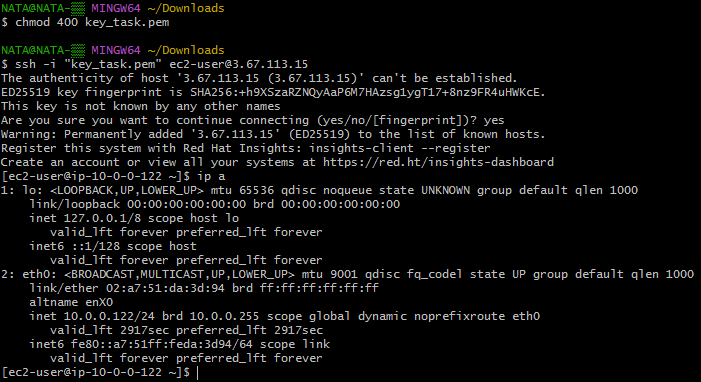 NATA@NATA-▒▒ MINGW64 ~/Downloads
$ chmod 400 key_task.pem

NATA@NATA-▒▒ MINGW64 ~/Downloads
$ ssh -i "key_task.pem" ec2-user@3.67.113.15
The authenticity of host '3.67.113.15 (3.67.113.15)' can't be established.
ED25519 key fingerprint is SHA256:+h9XSzaRZNQyAaP6M7HAzsg1ygT17+8nz9FR4uHWKcE.
This key is not known by any other names
Are you sure you want to continue connecting (yes/no/[fingerprint])? yes
Warning: Permanently added '3.67.113.15' (ED25519) to the list of known hosts.
Register this system with Red Hat Insights: insights-client --register
Create an account or view all your systems at https://red.ht/insights-dashboard
[ec2-user@ip-10-0-0-122 ~]$ ip a
1: lo: <LOOPBACK,UP,LOWER_UP> mtu 65536 qdisc noqueue state UNKNOWN group default qlen 1000
    link/loopback 00:00:00:00:00:00 brd 00:00:00:00:00:00
    inet 127.0.0.1/8 scope host lo
       valid_lft forever preferred_lft forever
    inet6 ::1/128 scope host
       valid_lft forever preferred_lft forever
2: eth0: <BROADCAST,MULTICAST,UP,LOWER_UP> mtu 9001 qdisc fq_codel state UP group default qlen 1000
    link/ether 02:a7:51:da:3d:94 brd ff:ff:ff:ff:ff:ff
    altname enX0
    inet 10.0.0.122/24 brd 10.0.0.255 scope global dynamic noprefixroute eth0
       valid_lft 2917sec preferred_lft 2917sec
    inet6 fe80::a7:51ff:feda:3d94/64 scope link
       valid_lft forever preferred_lft forever
[ec2-user@ip-10-0-0-122 ~]$